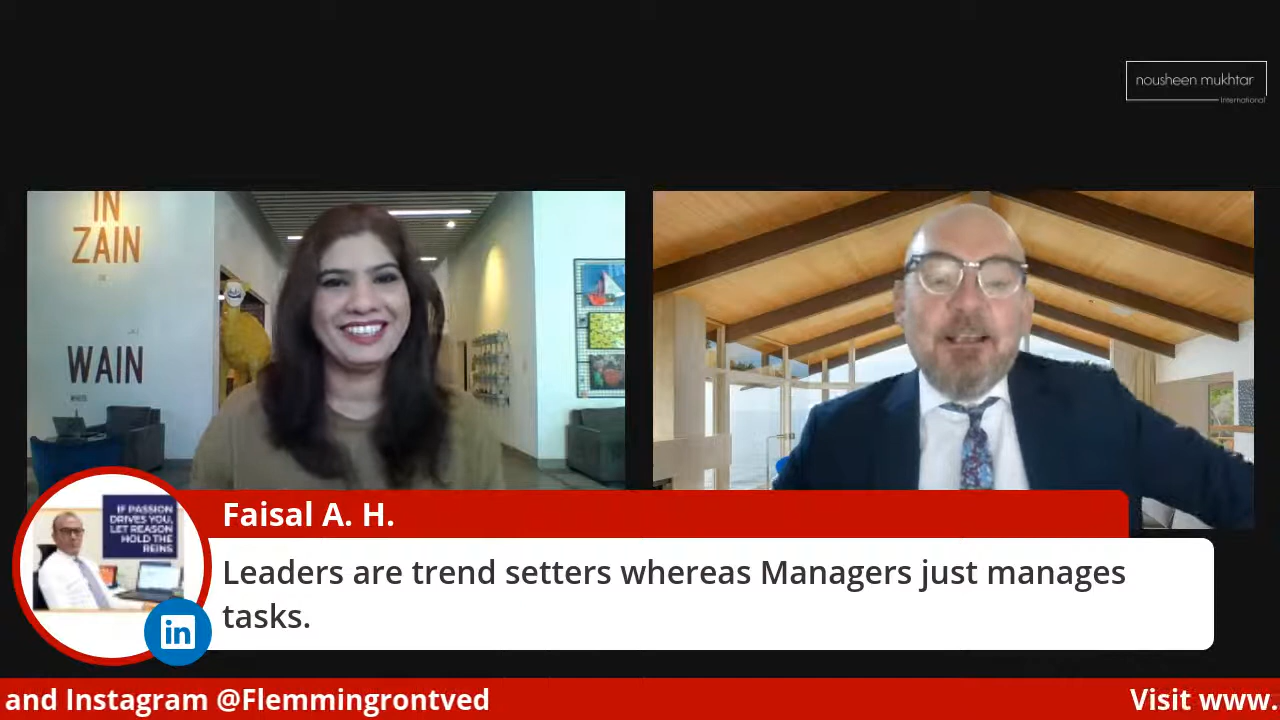 nousheen mukhtar
International
IN
ZAIN
WAIN
IF PASSION
DRIVES YOU,
LET REASON
HOLD THE
REINS
in
Faisal A. H.
Leaders are trend setters whereas Managers just manages
tasks.
and Instagram @Flemmingrontved
Visit www.